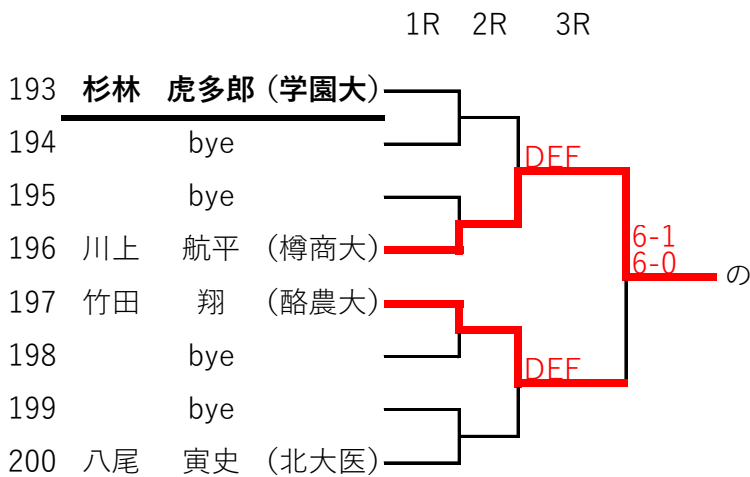 1R 2R 3R
193 杉林 虎多郎 (学園大)
194 bye
DEF
195 bye
196 川上 航平 (樽商大)
6-1
6-0
の
197 竹田 翔 (酪農大)
198 bye
DEF
199 bye
200 八尾 寅史 (北大医)